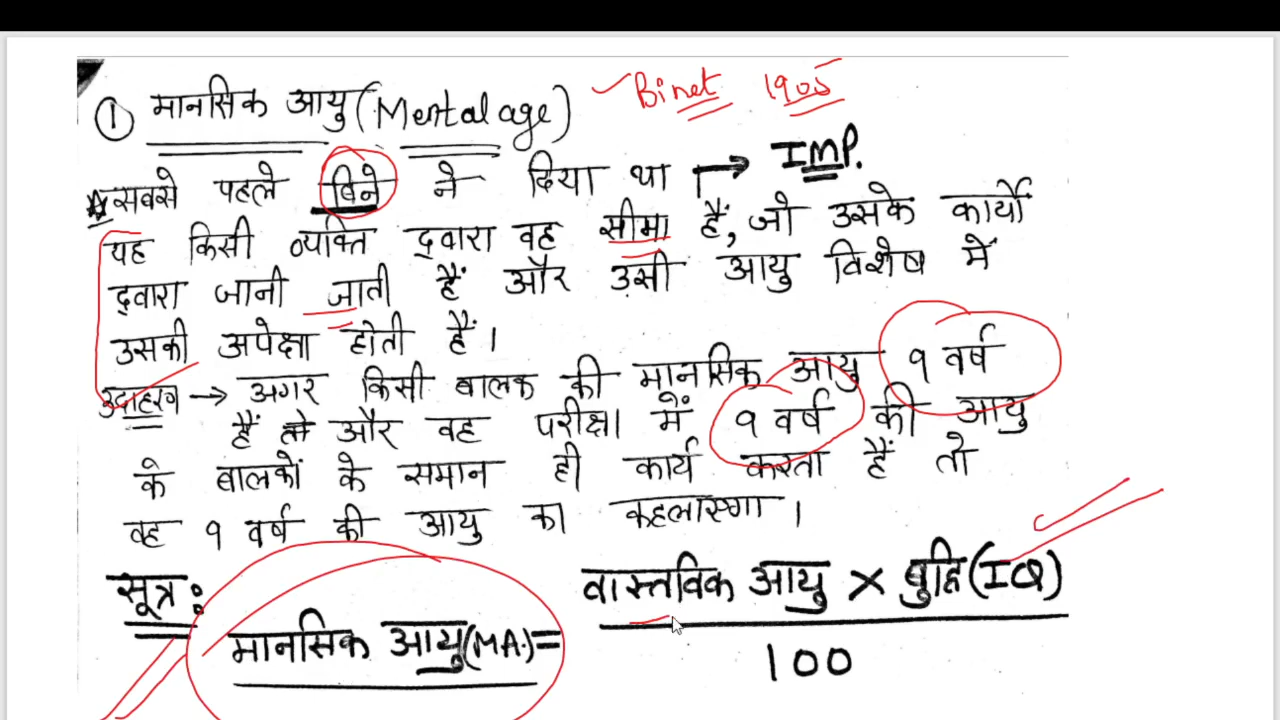 ① मानसिक आयु (Mental age) Binet 1905
सबसे पहले बिने ने दिया था → IMP.
यह किसी व्यक्ति द्वारा वह सीमा हैं, जो उसके कार्यो
द्वारा जानी जाती हैं और उसी आयु विशेष में
उसकी अपेक्षा होती हैं।
उदाहरण → अगर किसी बालक की मानसिक आयु 9 वर्ष
हैं और वह परीक्षा में 9 वर्ष की आयु
के बालकों के समान ही कार्य करता हैं तो
वह 9 वर्ष की आयु का कहलाएगा।
सूत्र:
मानसिक आयु (M.A.) = वास्तविक आयु × बुद्धि (IQ)
100